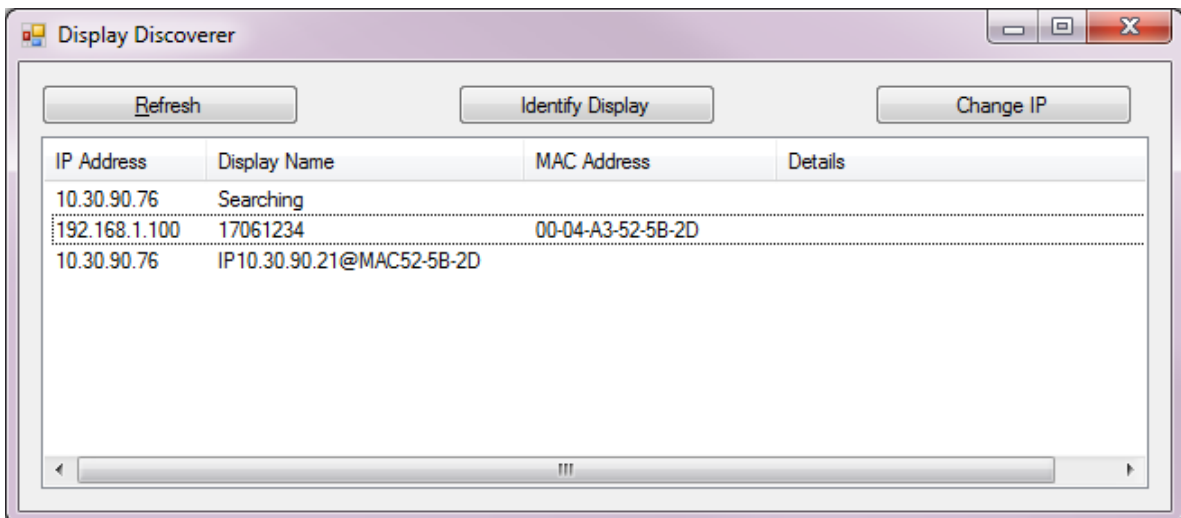 Display Discoverer
Refresh Identify Display Change IP
IP Address Display Name MAC Address Details
10.30.90.76 Searching
192.168.1.100 17061234 00-04-A3-52-5B-2D
10.30.90.76 IP10.30.90.21@MAC52-5B-2D